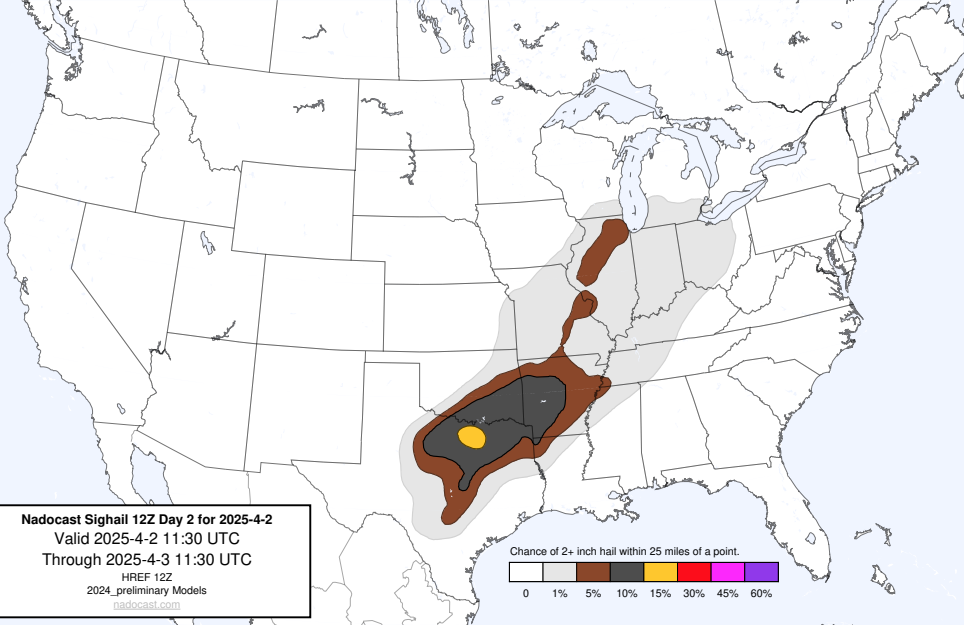 Nadocast Sighail 12Z Day 2 for 2025-4-2
Valid 2025-4-2 11:30 UTC
Through 2025-4-3 11:30 UTC
HREF 12Z
2024_preliminary Models
nadocast.com
Chance of 2+ inch hail within 25 miles of a point.
0 1% 5% 10% 15% 30% 45% 60%